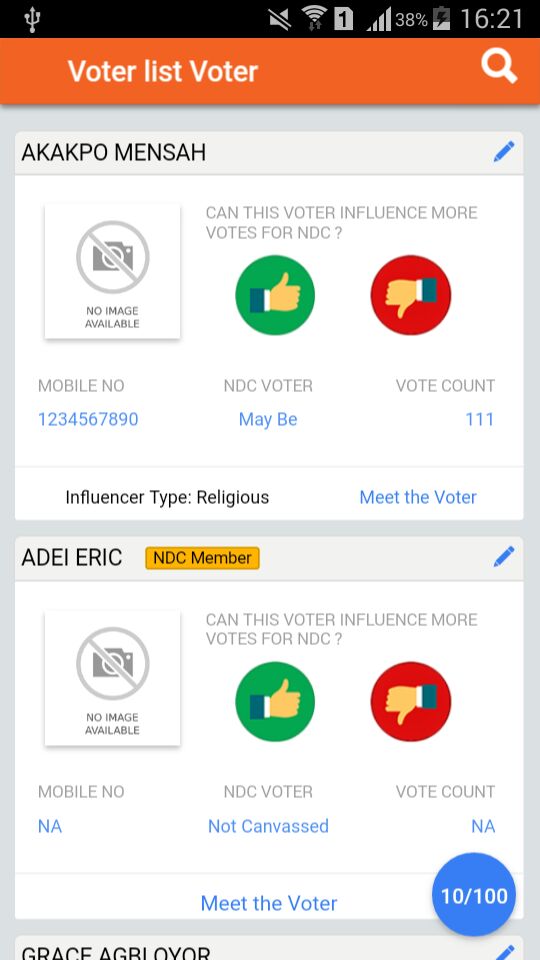 1 38% 16:21
Voter list Voter
AKAKPO MENSAH
CAN THIS VOTER INFLUENCE MORE
VOTES FOR NDC ?
NO IMAGE
AVAILABLE
MOBILE NO NDC VOTER VOTE COUNT
1234567890 May Be 111
Influencer Type: Religious Meet the Voter
ADEI ERIC NDC Member
CAN THIS VOTER INFLUENCE MORE
VOTES FOR NDC ?
NO IMAGE
AVAILABLE
MOBILE NO NDC VOTER VOTE COUNT
NA Not Canvassed NA
Meet the Voter
10/100
GRACE AGBLOYOR